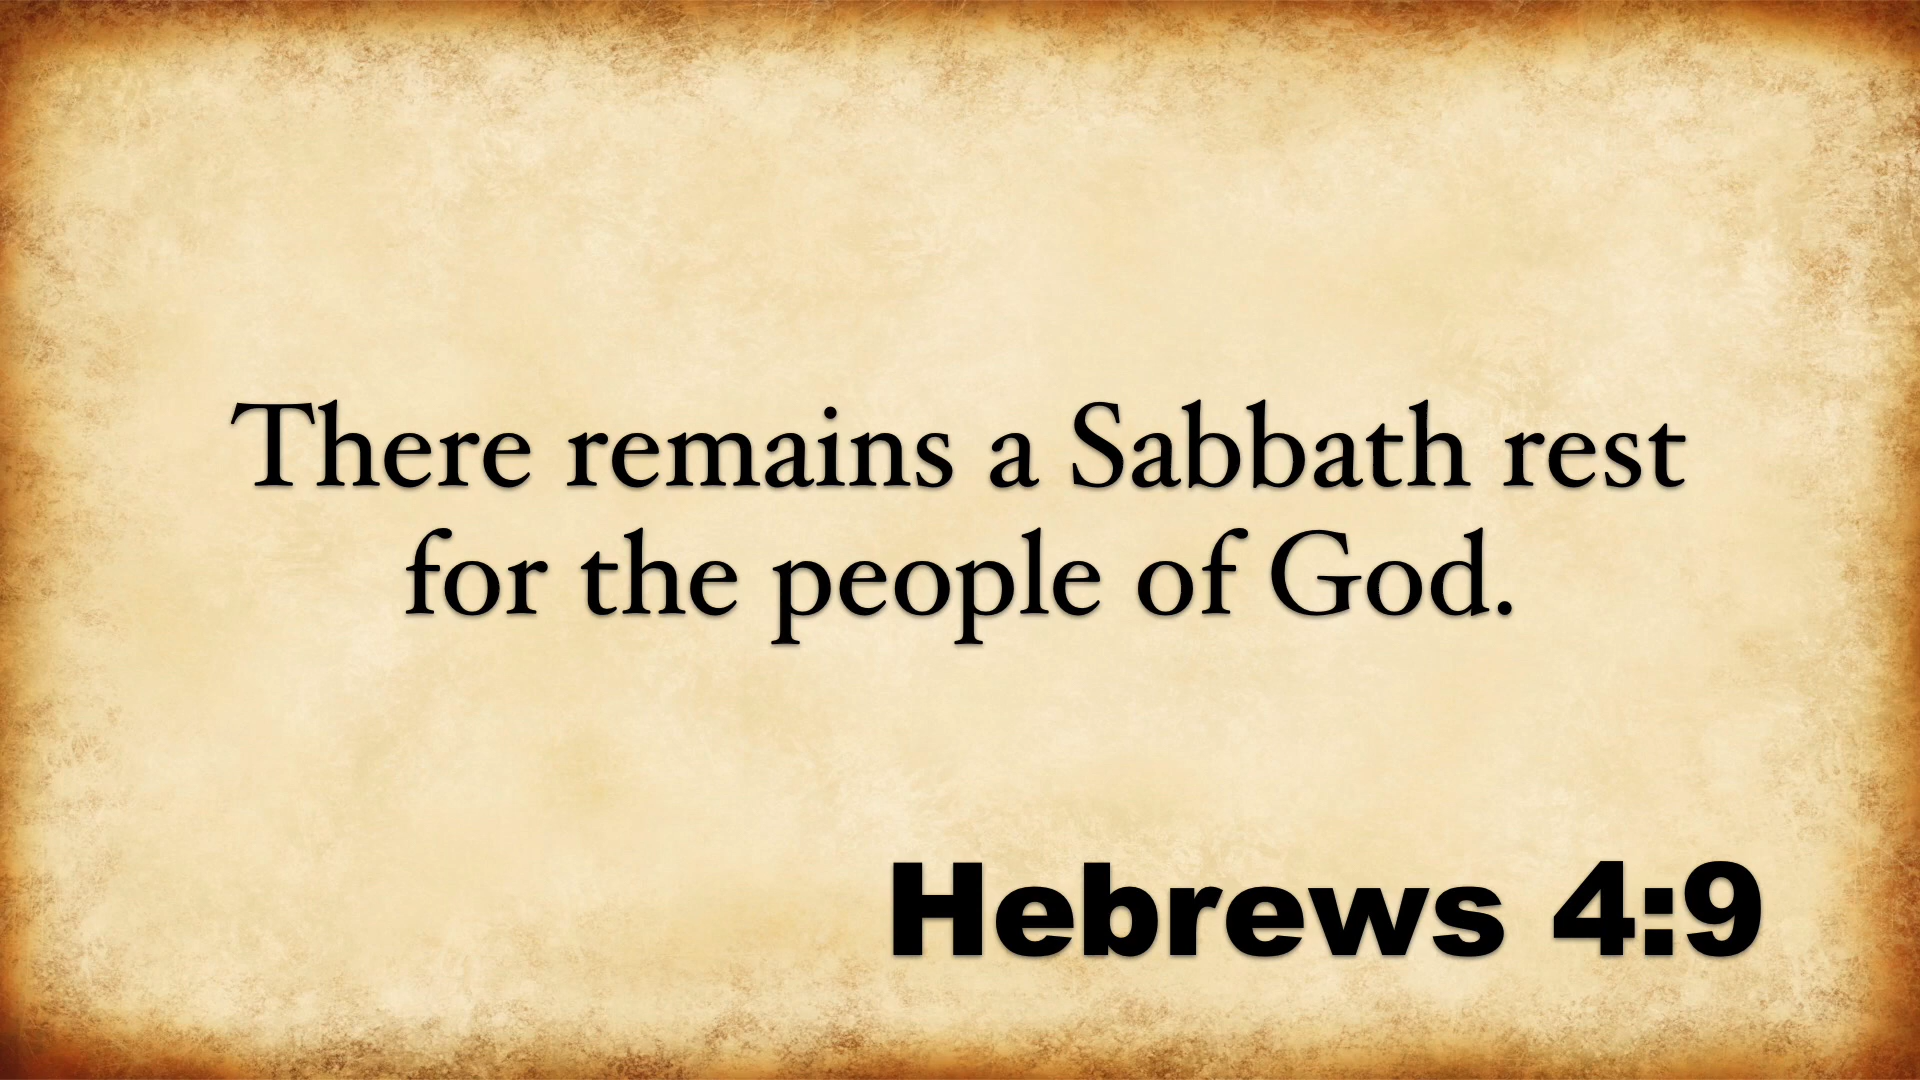 There remains a Sabbath rest
for the people of God.
Hebrews 4:9